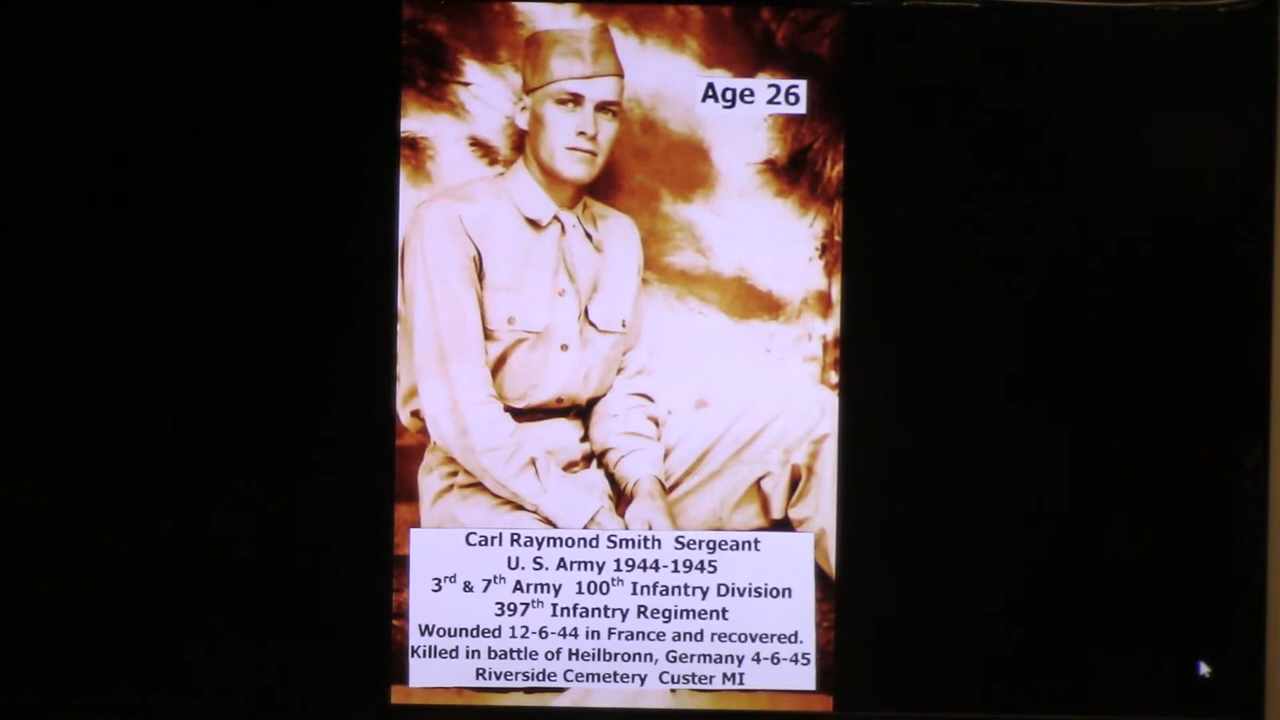 Age 26
Carl Raymond Smith Sergeant
U. S. Army 1944-1945
3rd & 7th Army 100th Infantry Division
397th Infantry Regiment
Wounded 12-6-44 in France and recovered.
Killed in battle of Heilbronn, Germany 4-6-45
Riverside Cemetery Custer MI